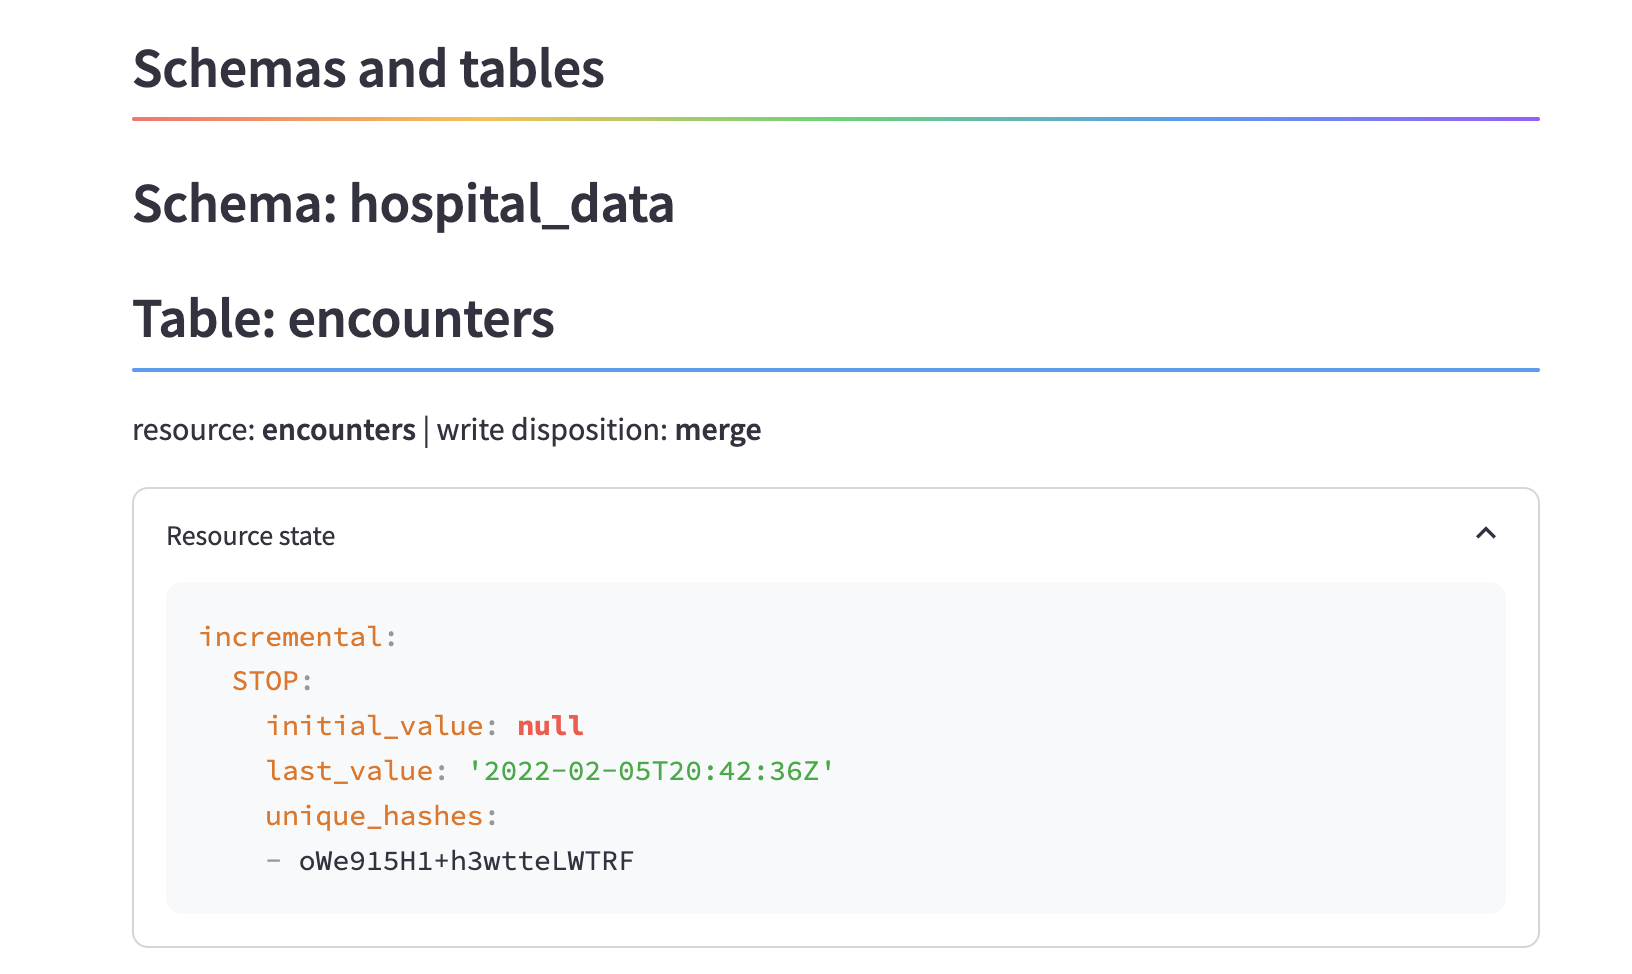 Schemas and tables
Schema: hospital_data
Table: encounters
resource: encounters | write disposition: merge
Resource state
incremental:
  STOP:
    initial_value: null
    last_value: '2022-02-05T20:42:36Z'
    unique_hashes:
    - oWe915H1+h3wtteLWTRF